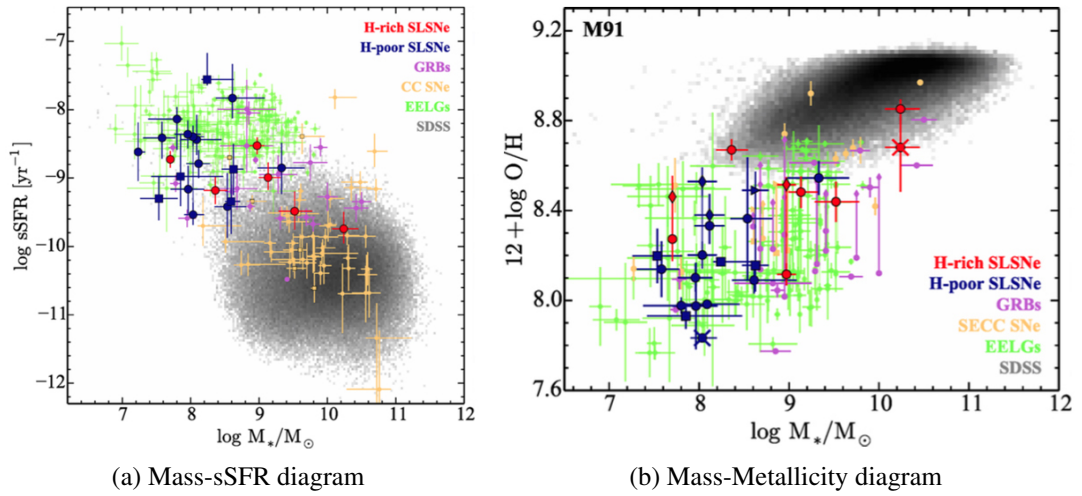 H-rich SLSNe
H-poor SLSNe
GRBs
CC SNe
EELGs
SDSS
log sSFR [yr⁻¹]
−7
−8
−9
−10
−11
−12
7 8 9 10 11 12
log M*/M⊙
(a) Mass-sSFR diagram
M91
12+log O/H
9.2
8.8
8.4
8.0
7.6
H-rich SLSNe
H-poor SLSNe
GRBs
SECC SNe
EELGs
SDSS
7 8 9 10 11 12
log M*/M⊙
(b) Mass-Metallicity diagram